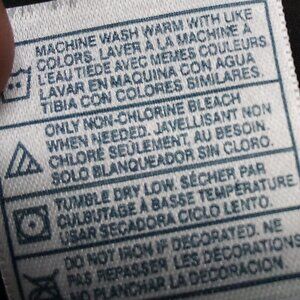 MACHINE WASH WARM WITH LIKE
COLORS. LAVER A LA MACHINE A
L'EAU TIEDE AVEC MEMES COULEURS
LAVAR EN MAQUINA CON AGUA
TIBIA CON COLORES SIMILARES.
ONLY NON-CHLORINE BLEACH
WHEN NEEDED. JAVELLISANT NON
CHLORÉ SEULEMENT, AU BESOIN.
SOLO BLANQUEADOR SIN CLORO.
TUMBLE DRY LOW. SÉCHER PAR
CULBUTAGE À BASSE TEMPÉRATURE
USAR SECADORA CICLO LENTO.
DO NOT IRON IF DECORATED. NE
PAS REPASSER LES DECORATIONS
NO PLANCHAR LA DECORACION